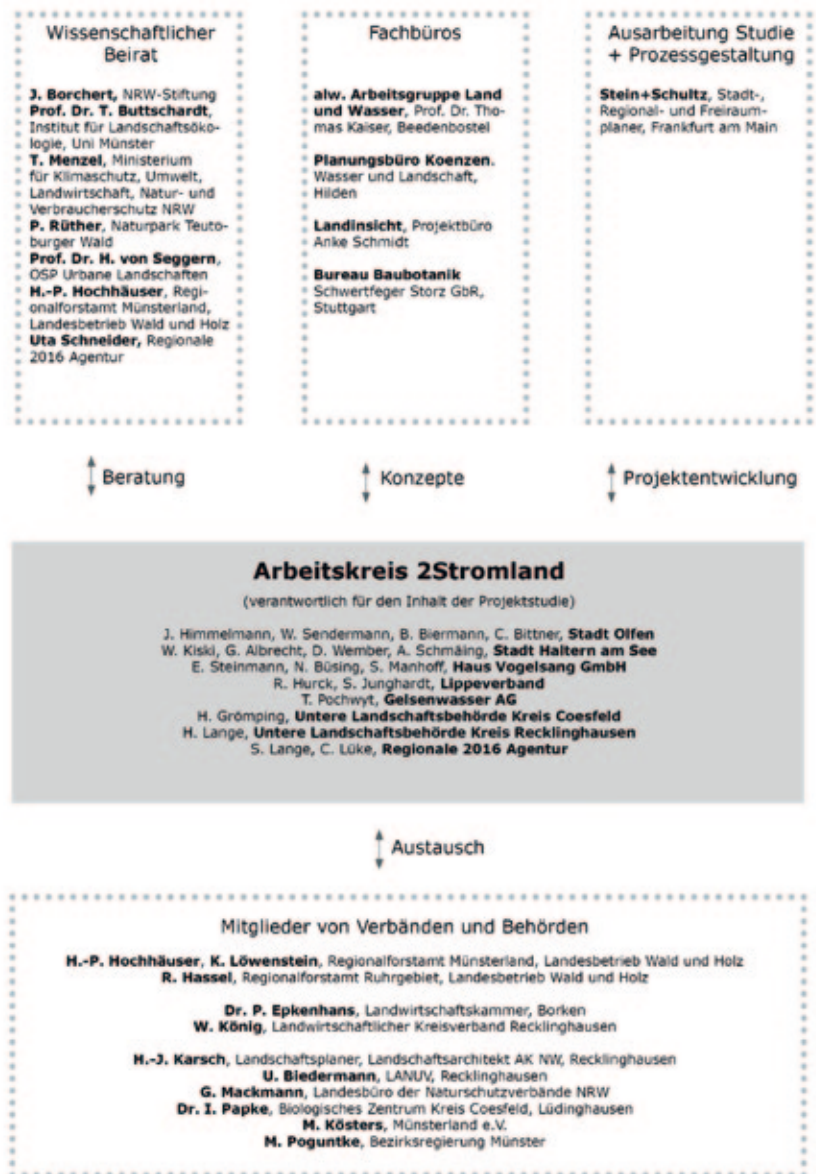 Wissenschaftlicher
Beirat
J. Borchert, NRW-Stiftung
Prof. Dr. T. Buttschardt,
Institut für Landschaftsöko-
logie, Uni Münster
T. Menzel, Ministerium
für Klimaschutz, Umwelt,
Landwirtschaft, Natur- und
Verbraucherschutz NRW
P. Rüther, Naturpark Teuto-
burger Wald
Prof. Dr. H. von Seggern,
OSP Urbane Landschaften
H.-P. Hochhäuser, Regi-
onalforstamt Münsterland,
Landesbetrieb Wald und Holz
Uta Schneider, Regionale
2016 Agentur
Fachbüros
alw. Arbeitsgruppe Land
und Wasser, Prof. Dr. Tho-
mas Kaiser, Beedenbostel
Planungsbüro Koenzen.
Wasser und Landschaft,
Hilden
Landinsicht, Projektbüro
Anke Schmidt
Bureau Baubotanik
Schwertfeger Storz GbR,
Stuttgart
Ausarbeitung Studie
+ Prozessgestaltung
Stein+Schultz, Stadt-,
Regional- und Freiraum-
planer, Frankfurt am Main
Beratung
Konzepte
Projektentwicklung
Arbeitskreis 2Stromland
(verantwortlich für den Inhalt der Projektstudie)
J. Himmelmann, W. Sendermann, B. Biermann, C. Bittner, Stadt Olfen
W. Kiski, G. Albrecht, D. Wember, A. Schmäing, Stadt Haltern am See
E. Steinmann, N. Büsing, S. Manhoff, Haus Vogelsang GmbH
R. Hurck, S. Junghardt, Lippeverband
T. Pochwyt, Gelsenwasser AG
H. Grömping, Untere Landschaftsbehörde Kreis Coesfeld
H. Lange, Untere Landschaftsbehörde Kreis Recklinghausen
S. Lange, C. Lüke, Regionale 2016 Agentur
Austausch
Mitglieder von Verbänden und Behörden
H.-P. Hochhäuser, K. Löwenstein, Regionalforstamt Münsterland, Landesbetrieb Wald und Holz
R. Hassel, Regionalforstamt Ruhrgebiet, Landesbetrieb Wald und Holz
Dr. P. Epkenhans, Landwirtschaftskammer, Borken
W. König, Landwirtschaftlicher Kreisverband Recklinghausen
H.-J. Karsch, Landschaftsplaner, Landschaftsarchitekt AK NW, Recklinghausen
U. Biedermann, LANUV, Recklinghausen
G. Mackmann, Landesbüro der Naturschutzverbände NRW
Dr. I. Papke, Biologisches Zentrum Kreis Coesfeld, Lüdinghausen
M. Kösters, Münsterland e.V.
M. Poguntke, Bezirksregierung Münster